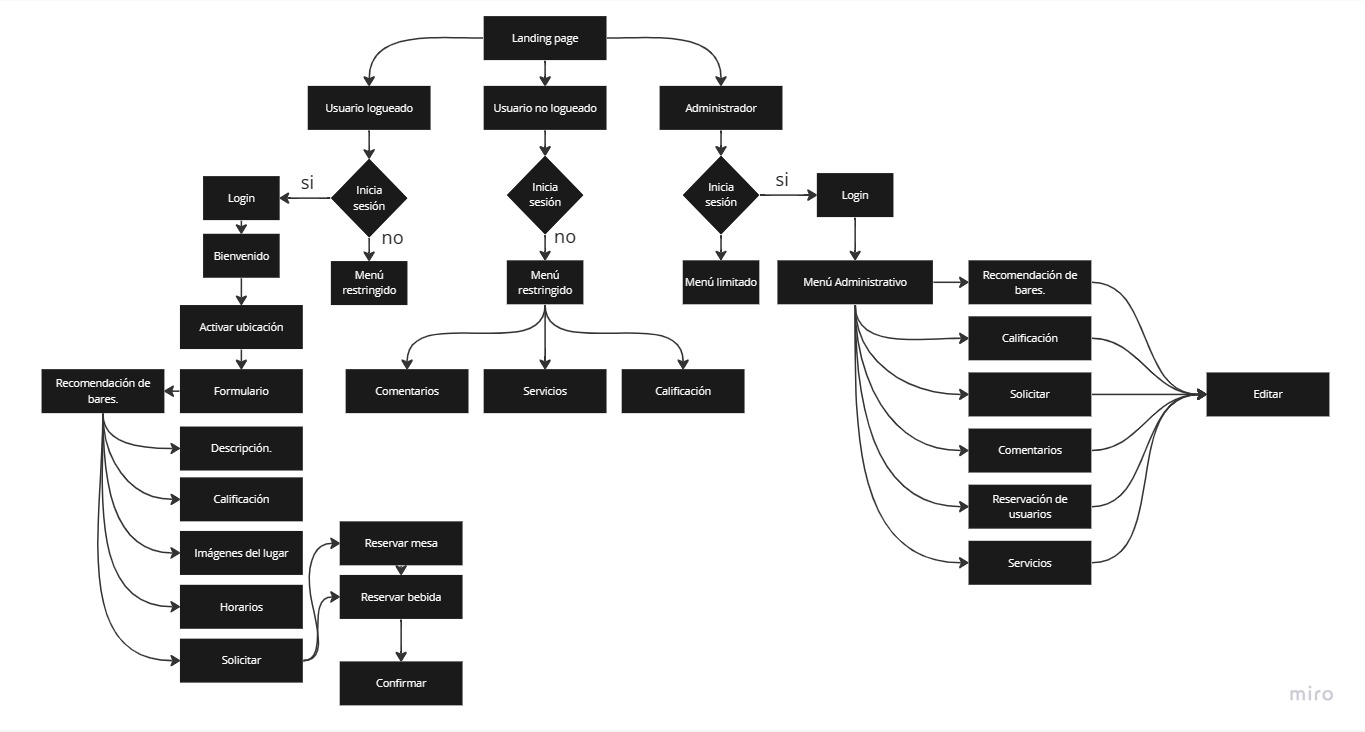 Landing page
Usuario logueado
Usuario no logueado
Administrador
Inicia
sesión
si
Login
no
Menú
restringido
Bienvenido
Activar ubicación
Formulario
Recomendación de
bares.
Descripción.
Calificación
Imágenes del lugar
Horarios
Solicitar
Reservar mesa
Reservar bebida
Confirmar
Inicia
sesión
no
Menú
restringido
Comentarios
Servicios
Calificación
Inicia
sesión
si
Login
Menú limitado
Menú Administrativo
Recomendación de
bares.
Calificación
Solicitar
Comentarios
Reservación de
usuarios
Servicios
Editar
miro